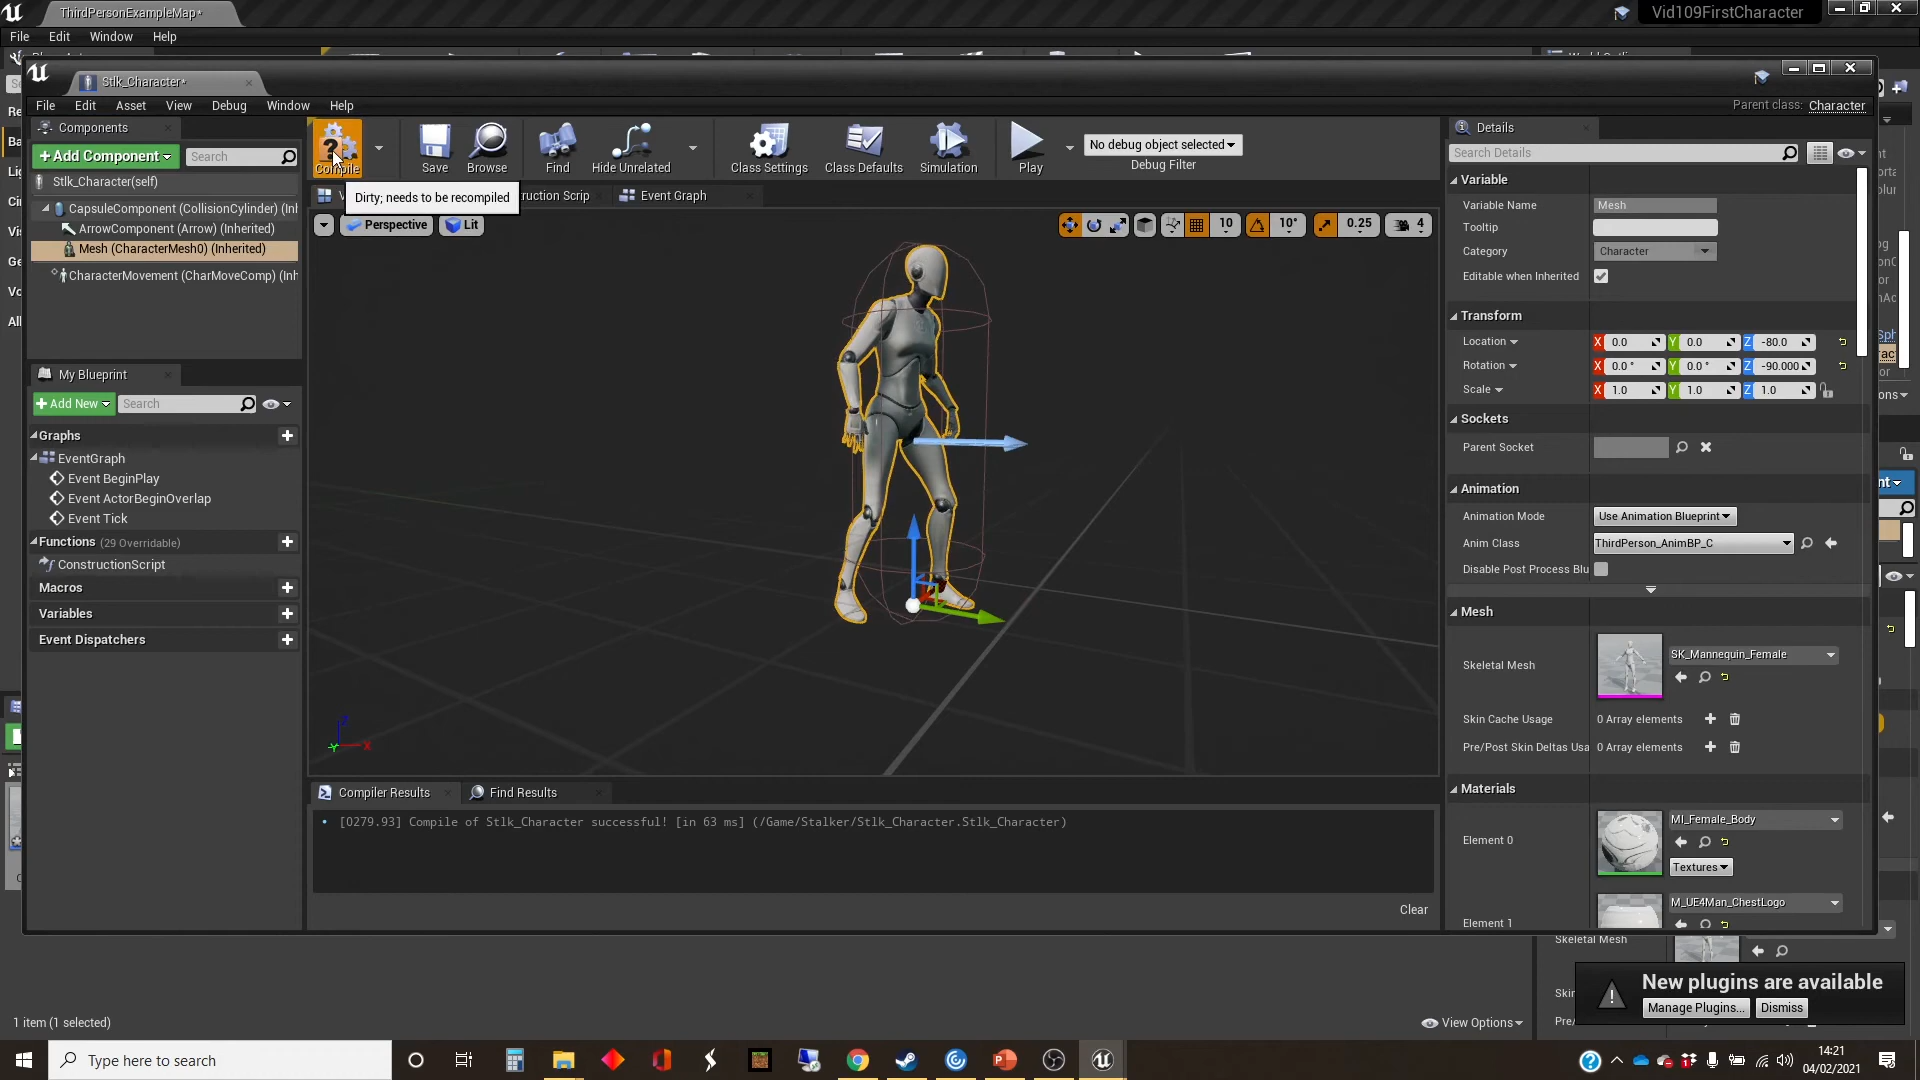 ThirdPersonExampleMap*
Vid109FirstCharacter
File Edit Window Help
Stlk_Character*
File Edit Asset View Debug Window Help
Parent class: Character
Components
+Add Component Search
Stlk_Character(self)
CapsuleComponent (CollisionCylinder) (Inh
ArrowComponent (Arrow) (Inherited)
Mesh (CharacterMesh0) (Inherited)
CharacterMovement (CharMoveComp) (Inh
Compile
Save
Browse
Find
Hide Unrelated
Class Settings
Class Defaults
Simulation
Play
No debug object selected
Debug Filter
Dirty; needs to be recompiled
ruction Scrip
Event Graph
Perspective Lit
10 10° 0.25 4
My Blueprint
+Add New Search
Graphs
EventGraph
Event BeginPlay
Event ActorBeginOverlap
Event Tick
Functions (29 Overridable)
ConstructionScript
Macros
Variables
Event Dispatchers
Z
Y X
Compiler Results Find Results
[0279.93] Compile of Stlk_Character successful! [in 63 ms] (/Game/Stalker/Stlk_Character.Stlk_Character)
Clear
Details
Search Details
Variable
Variable Name Mesh
Tooltip
Category Character
Editable when Inherited
Transform
Location X 0.0 Y 0.0 Z -80.0
Rotation X 0.0 ° Y 0.0 ° Z -90.000
Scale X 1.0 Y 1.0 Z 1.0
Sockets
Parent Socket
Animation
Animation Mode Use Animation Blueprint
Anim Class ThirdPerson_AnimBP_C
Disable Post Process Blu
Mesh
Skeletal Mesh SK_Mannequin_Female
Skin Cache Usage 0 Array elements
Pre/Post Skin Deltas Usa 0 Array elements
Materials
Element 0 MI_Female_Body
Textures
Element 1 M_UE4Man_ChestLogo
Skeletal Mesh
New plugins are available
Manage Plugins... Dismiss
1 item (1 selected)
View Options
Type here to search
14:21
04/02/2021